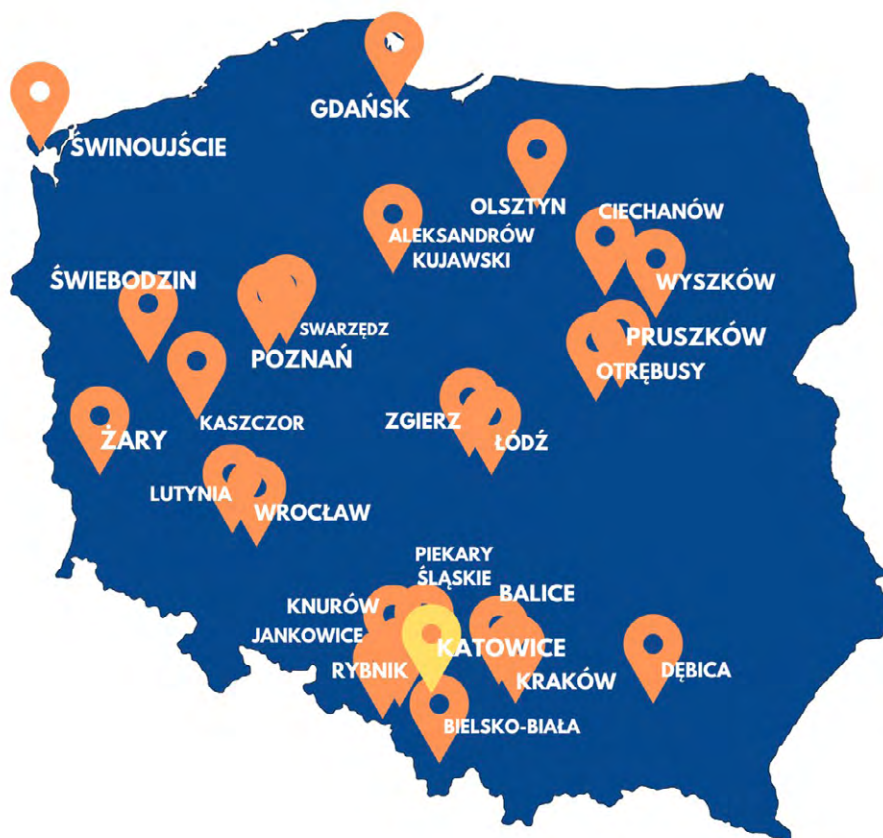 GDAŃSK
ŚWINOUJŚCIE
OLSZTYN
CIECHANÓW
ALEKSANDRÓW
KUJAWSKI
ŚWIEBODZIN
WYSZKÓW
SWARZĘDZ
PRUSZKÓW
POZNAŃ
OTRĘBUSY
KASZCZOR
ZGIERZ
ŻARY
ŁÓDŹ
LUTYNIA
WROCŁAW
PIEKARY
ŚLĄSKIE
BALICE
KNURÓW
JANKOWICE
KATOWICE
RYBNIK
DĘBICA
KRAKÓW
BIELSKO-BIAŁA